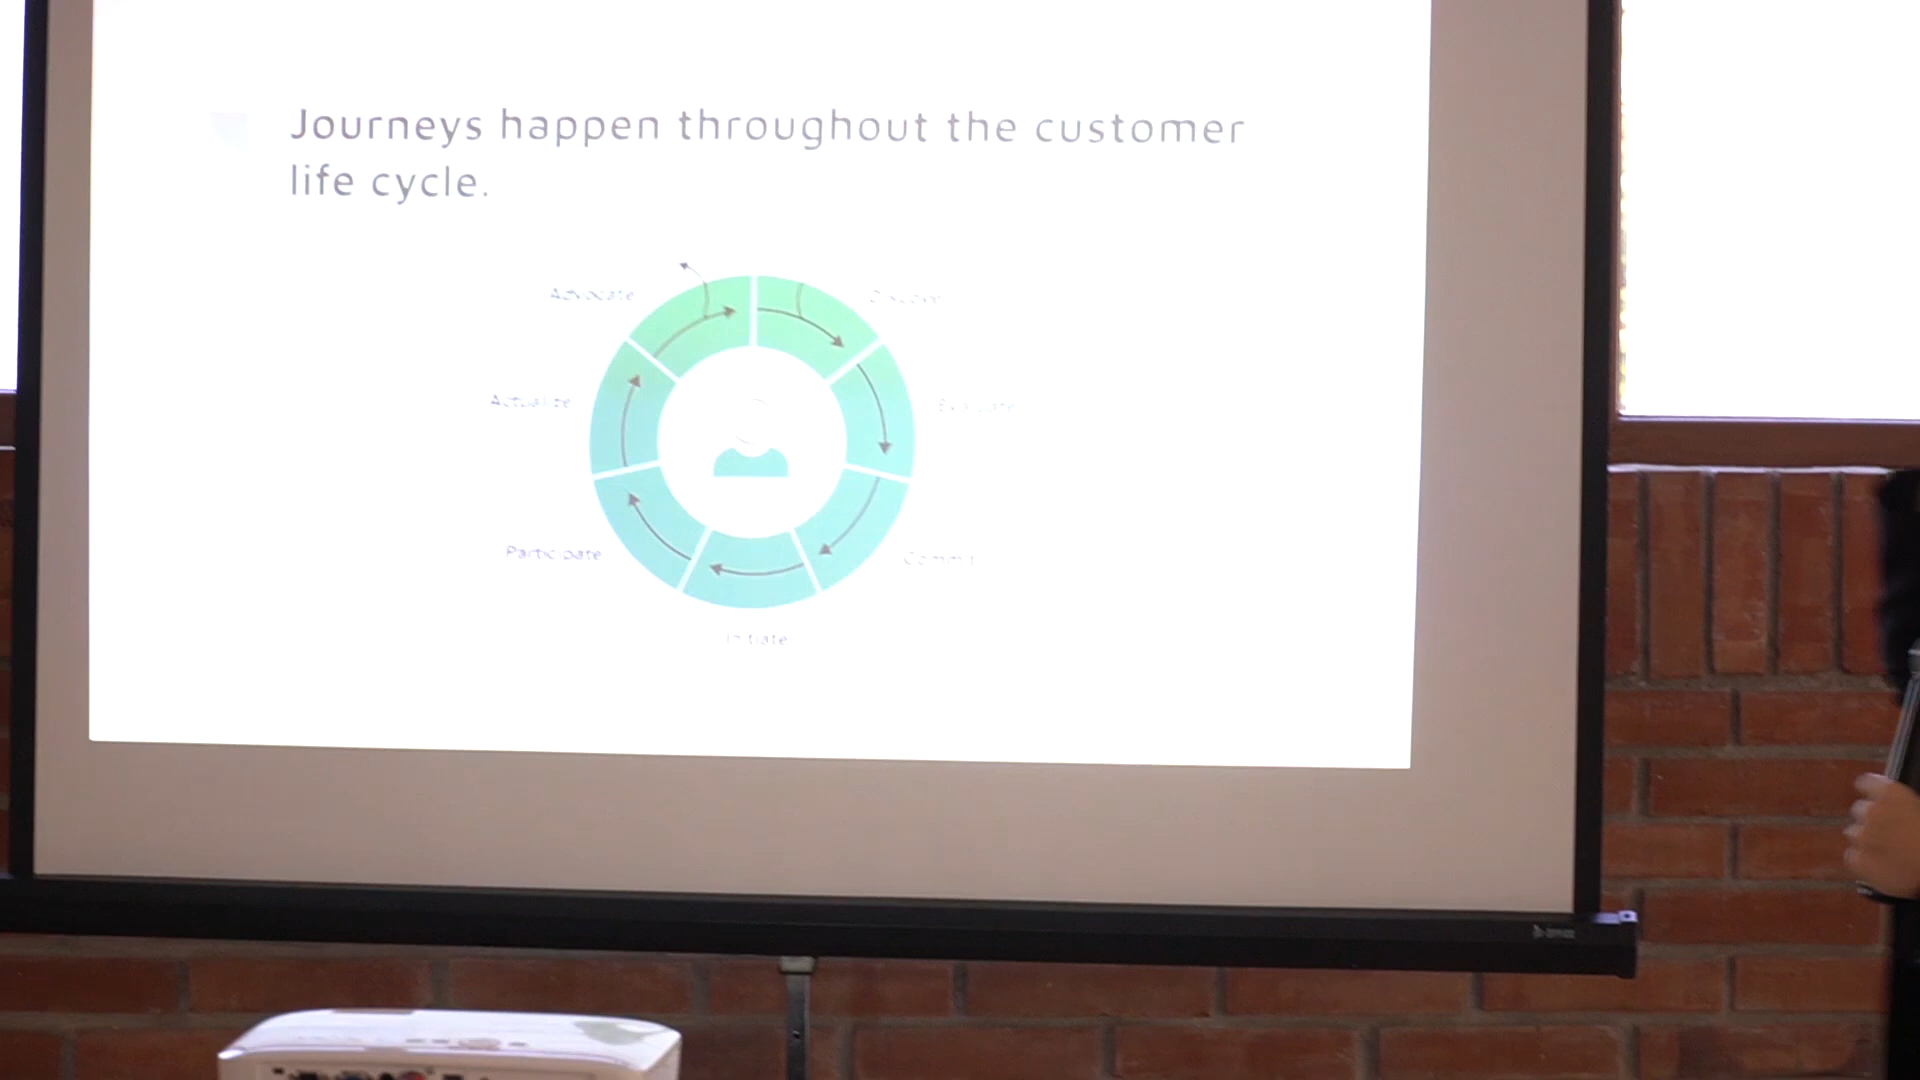 Journeys happen throughout the customer
life cycle.
Advocate
Discover
Actualize
Evaluate
Participate
Commit
Initiate